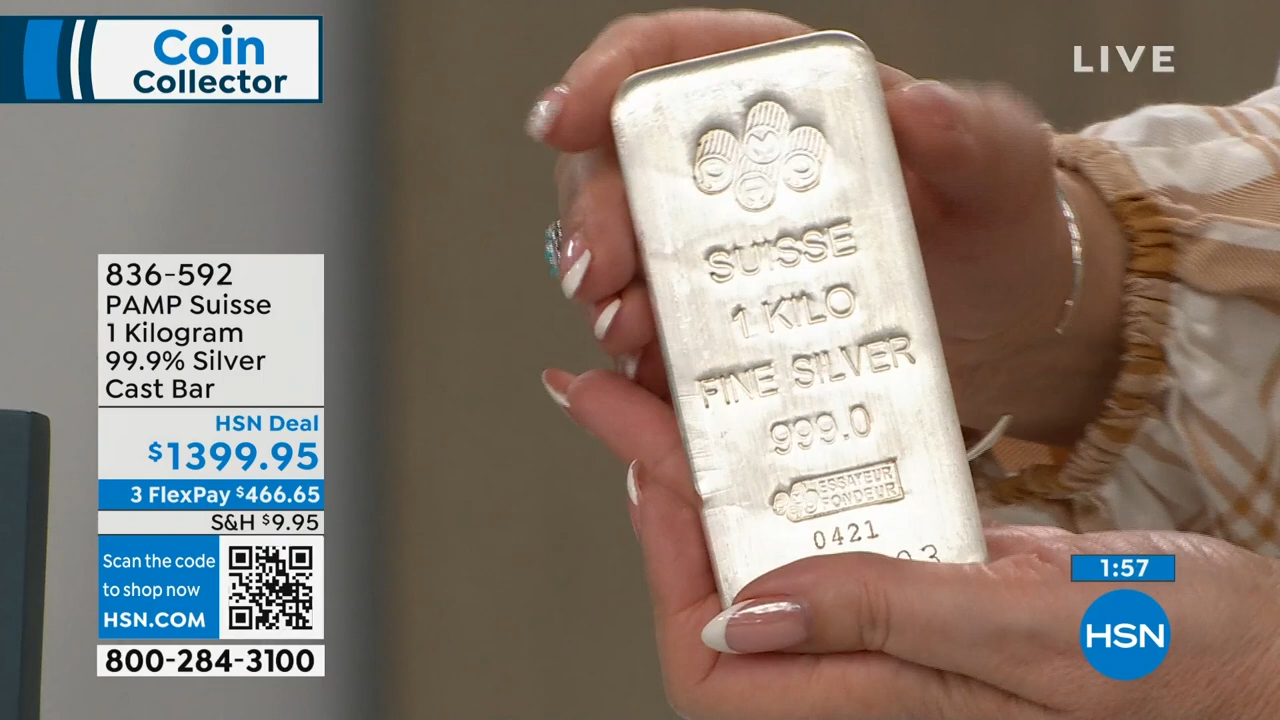 Coin
Collector
LIVE
836-592
PAMP Suisse
1 Kilogram
99.9% Silver
Cast Bar
HSN Deal
$1399.95
3 FlexPay $466.65
S&H $9.95
Scan the code
to shop now
HSN.COM
800-284-3100
SUISSE
1 KILO
FINE SILVER
999.0
ESSAYEUR
FONDEUR
0421
03
1:57
HSN